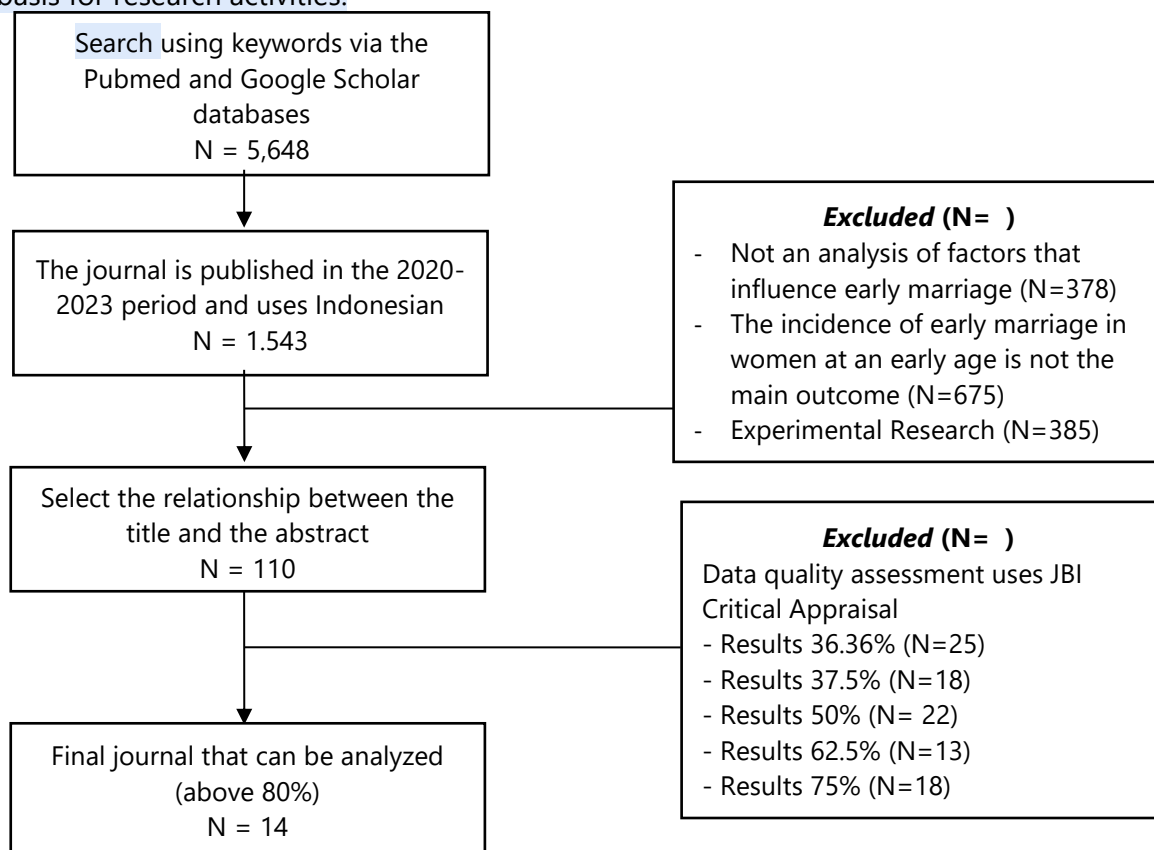 basis for research activities.
Search using keywords via the
Pubmed and Google Scholar
databases
N = 5,648
The journal is published in the 2020-
2023 period and uses Indonesian
N = 1.543
Excluded (N=  )
- Not an analysis of factors that
influence early marriage (N=378)
- The incidence of early marriage in
women at an early age is not the
main outcome (N=675)
- Experimental Research (N=385)
Select the relationship between the
title and the abstract
N = 110
Excluded (N=  )
Data quality assessment uses JBI
Critical Appraisal
- Results 36.36% (N=25)
- Results 37.5% (N=18)
- Results 50% (N= 22)
- Results 62.5% (N=13)
- Results 75% (N=18)
Final journal that can be analyzed
(above 80%)
N = 14